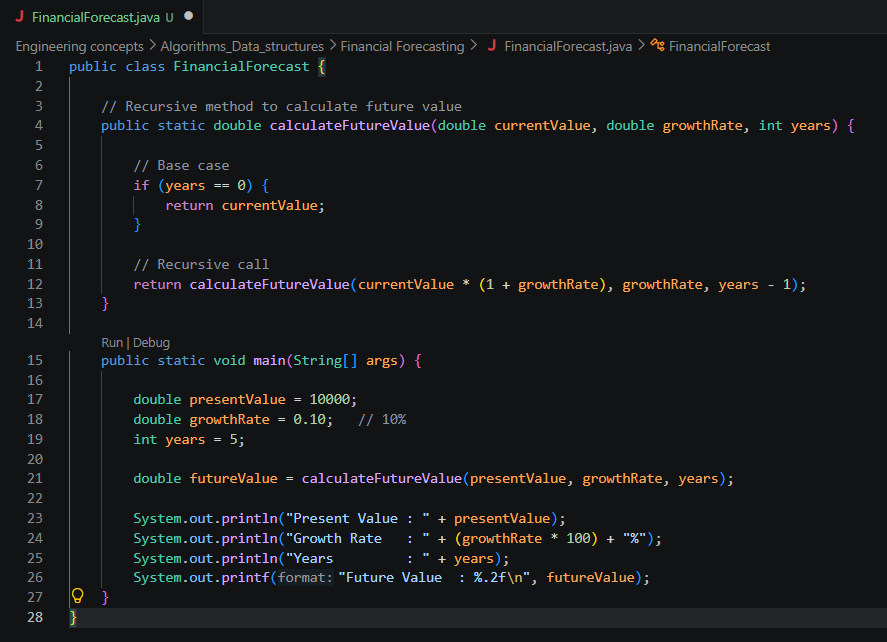 J FinancialForecast.java U ●
Engineering concepts > Algorithms_Data_structures > Financial Forecasting > J FinancialForecast.java > FinancialForecast
1 public class FinancialForecast {
2
3     // Recursive method to calculate future value
4     public static double calculateFutureValue(double currentValue, double growthRate, int years) {
5
6         // Base case
7         if (years == 0) {
8             return currentValue;
9         }
10
11         // Recursive call
12         return calculateFutureValue(currentValue * (1 + growthRate), growthRate, years - 1);
13     }
14
Run | Debug
15     public static void main(String[] args) {
16
17         double presentValue = 10000;
18         double growthRate = 0.10;   // 10%
19         int years = 5;
20
21         double futureValue = calculateFutureValue(presentValue, growthRate, years);
22
23         System.out.println("Present Value : " + presentValue);
24         System.out.println("Growth Rate   : " + (growthRate * 100) + "%");
25         System.out.println("Years         : " + years);
26         System.out.printf(format: "Future Value  : %.2f\n", futureValue);
27     }
28 }